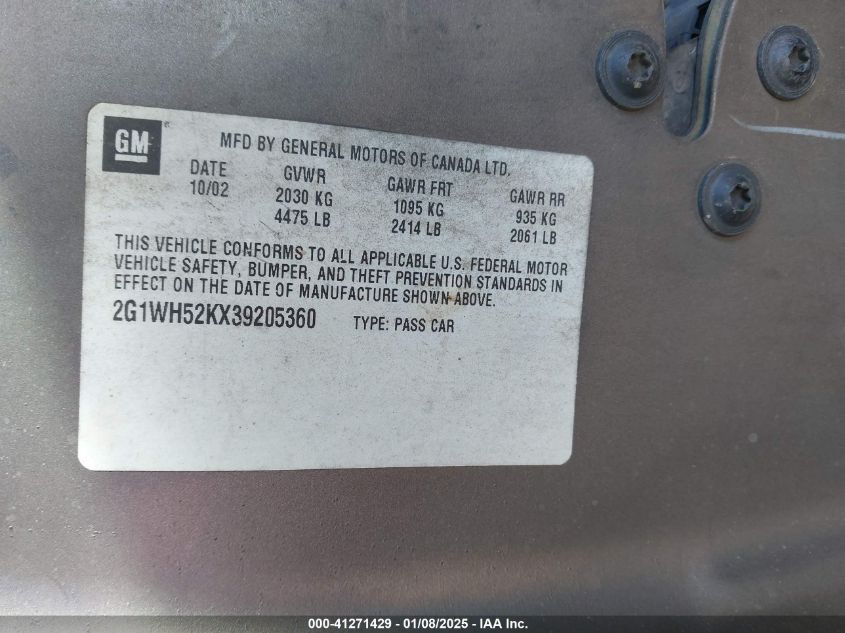 GM
MFD BY GENERAL MOTORS OF CANADA LTD.
DATE GVWR GAWR FRT GAWR RR
10/02 2030 KG 1095 KG 935 KG
4475 LB 2414 LB 2061 LB
THIS VEHICLE CONFORMS TO ALL APPLICABLE U.S. FEDERAL MOTOR
VEHICLE SAFETY, BUMPER, AND THEFT PREVENTION STANDARDS IN
EFFECT ON THE DATE OF MANUFACTURE SHOWN ABOVE.
2G1WH52KX39205360 TYPE: PASS CAR
000-41271429 - 01/08/2025 - IAA Inc.